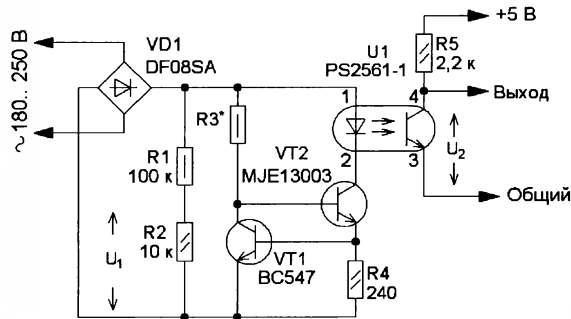 ~180.. 250 В
VD1
DF08SA
R1
100 к
R2
10 к
U1
R3*
VT2
MJE13003
VT1
BC547
R4
240
U1
PS2561-1
1
2
4
3
+5 В
R5
2,2 к
Выход
U2
Общий